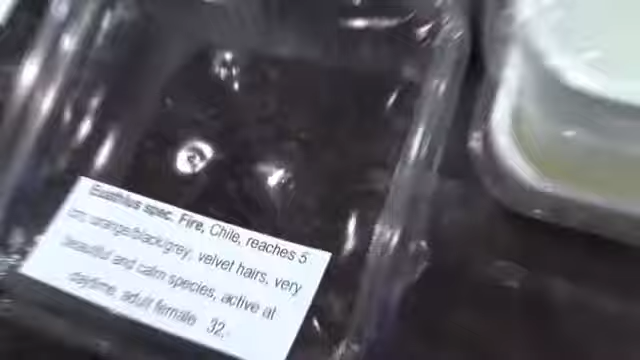 Euathlus spec. Fire, Chile, reaches 5
cm, orange/black/grey, velvet hairs, very
beautiful and calm species, active at
daytime, adult female 32,-